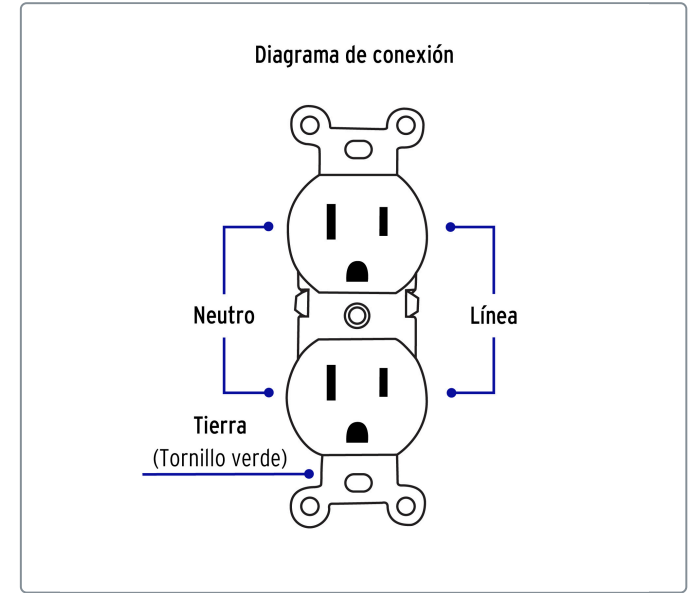 Diagrama de conexión
Neutro
Línea
Tierra
(Tornillo verde)